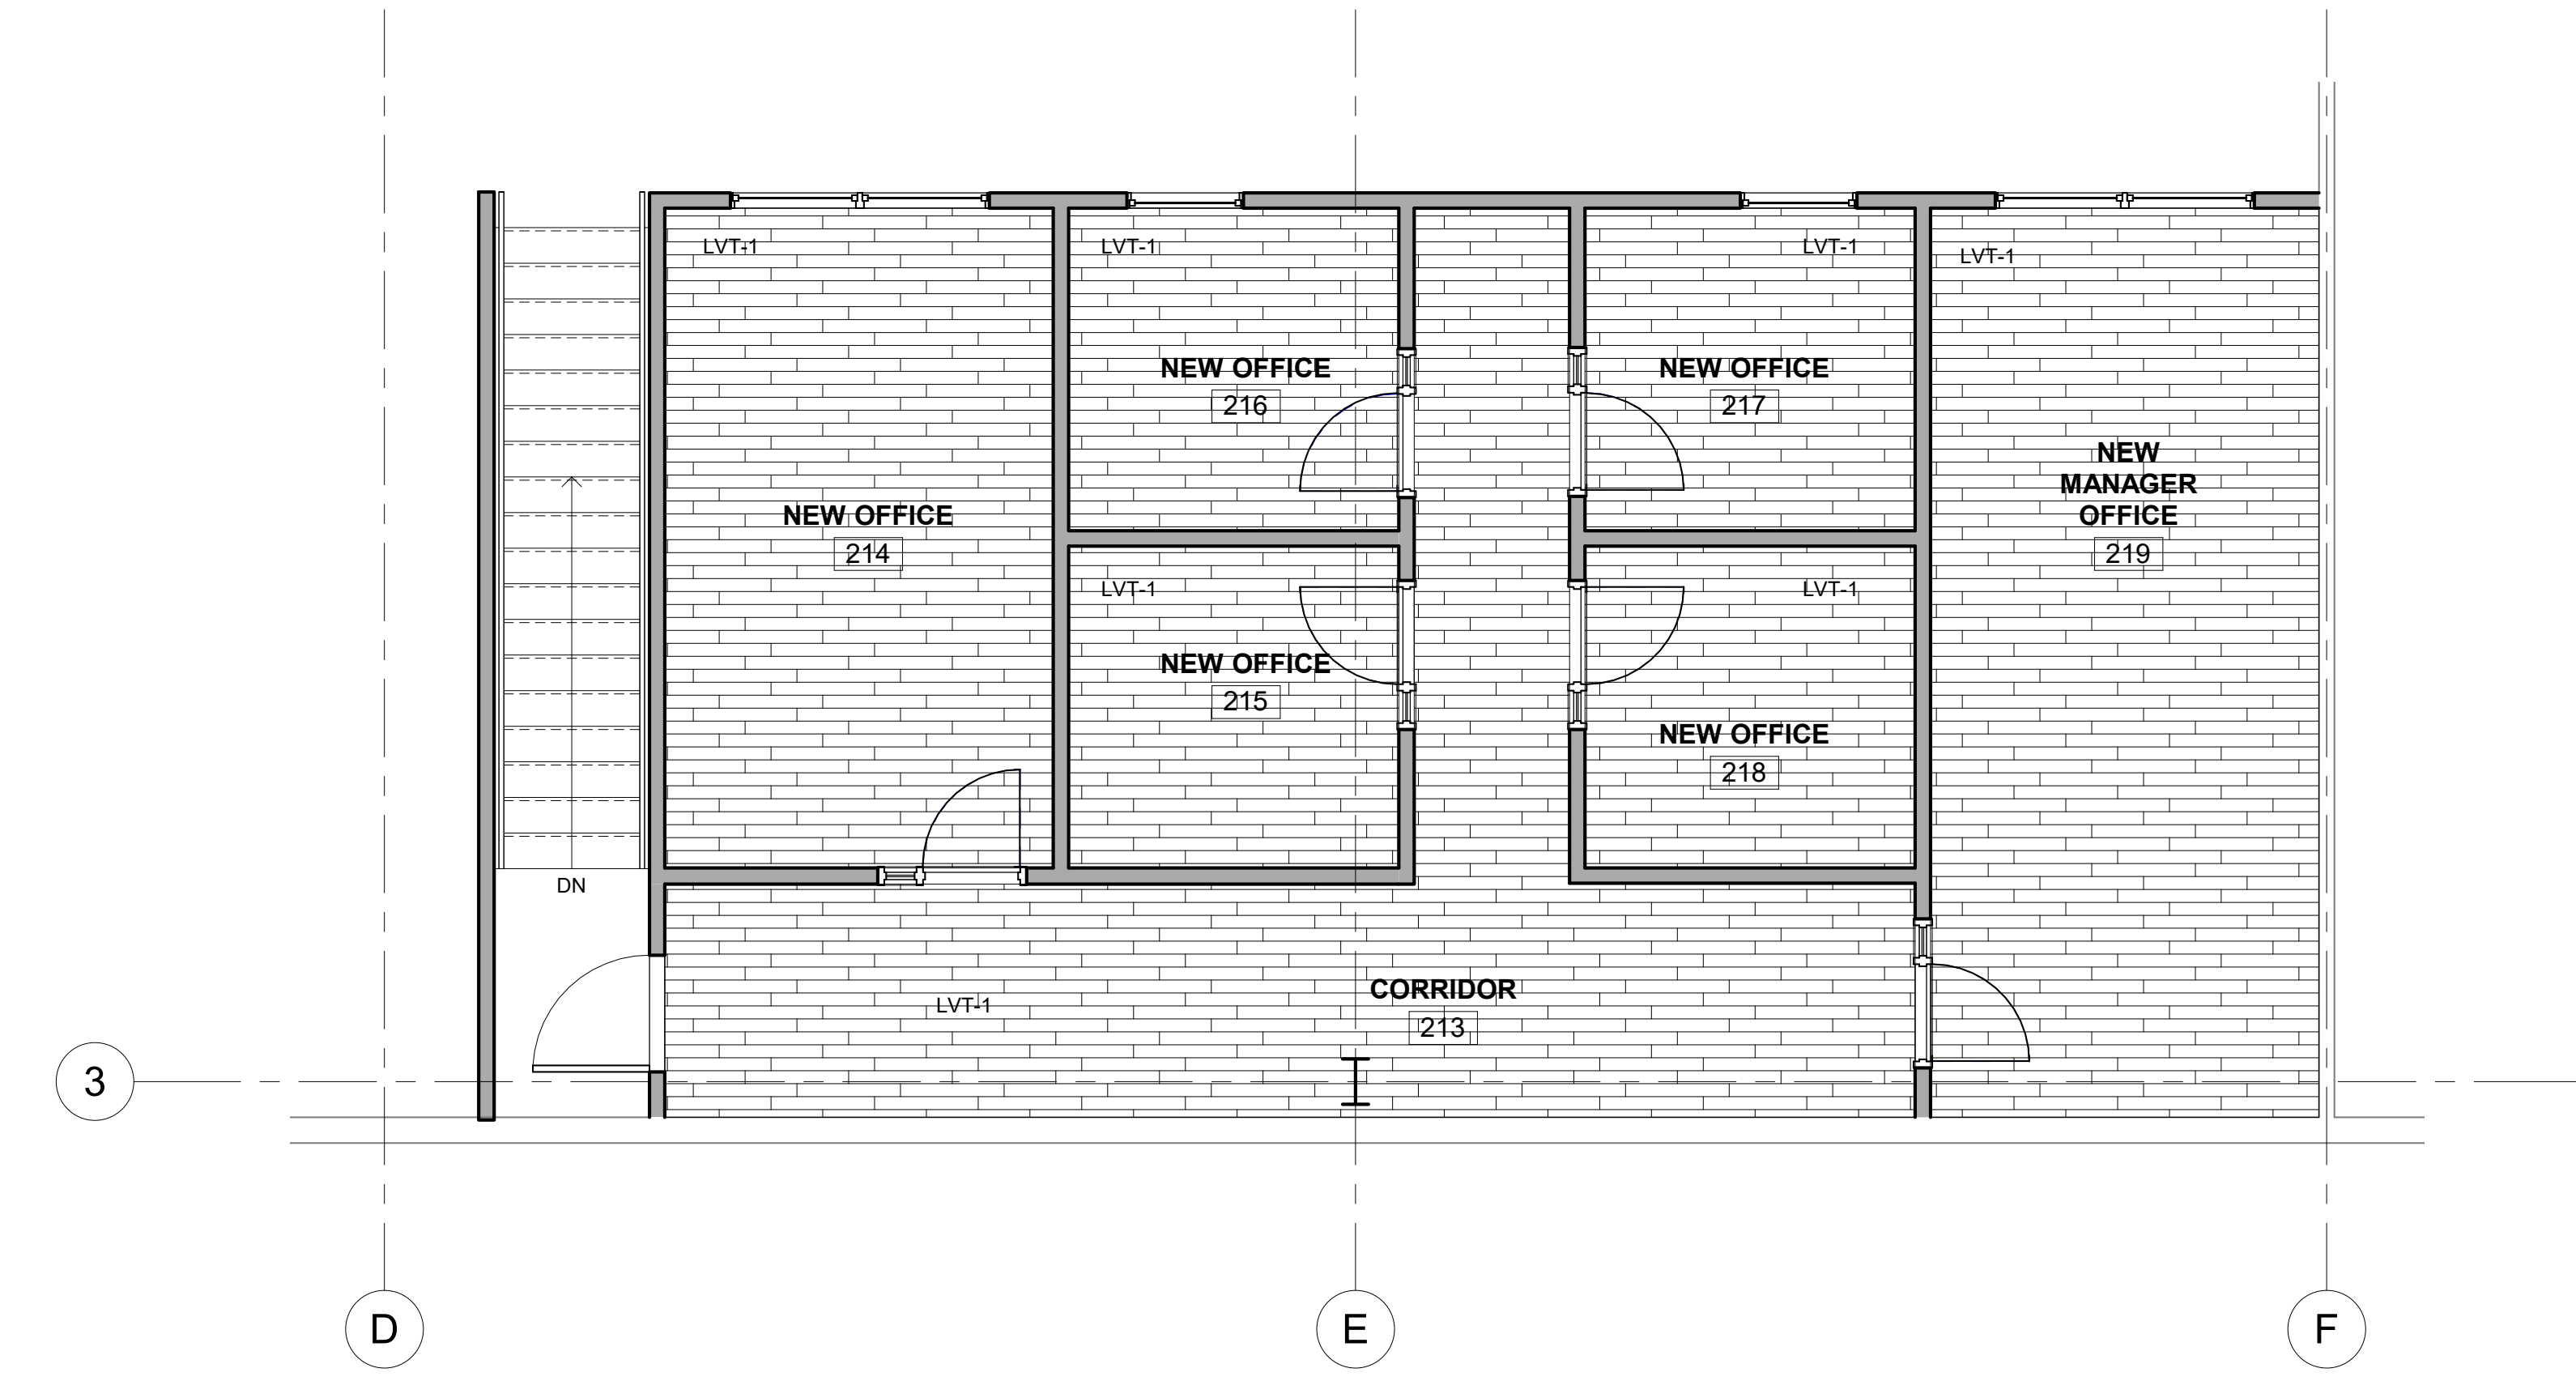 LVT-1
LVT-1
LVT-1
LVT-1
NEW OFFICE
216
NEW OFFICE
217
NEW
MANAGER
OFFICE
219
NEW OFFICE
214
LVT-1
LVT-1
NEW OFFICE
215
NEW OFFICE
218
DN
LVT-1
CORRIDOR
213
3
D
E
F